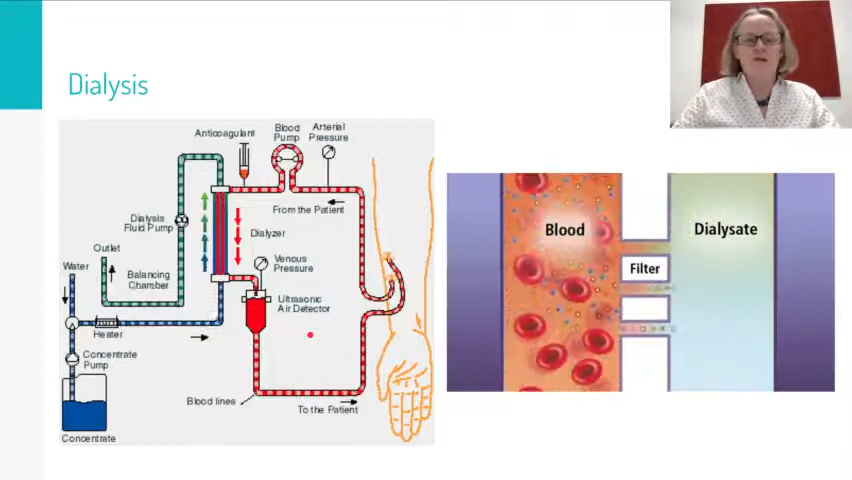 Dialysis
Anticoagulant
Blood
Pump
Arterial
Pressure
From the Patient
Dialysis
Fluid Pump
Dialyzer
Outlet
Venous
Pressure
Water
Balancing
Chamber
Ultrasonic
Air Detector
Heater
Concentrate
Pump
Blood lines
To the Patient
Concentrate
Blood
Dialysate
Filter